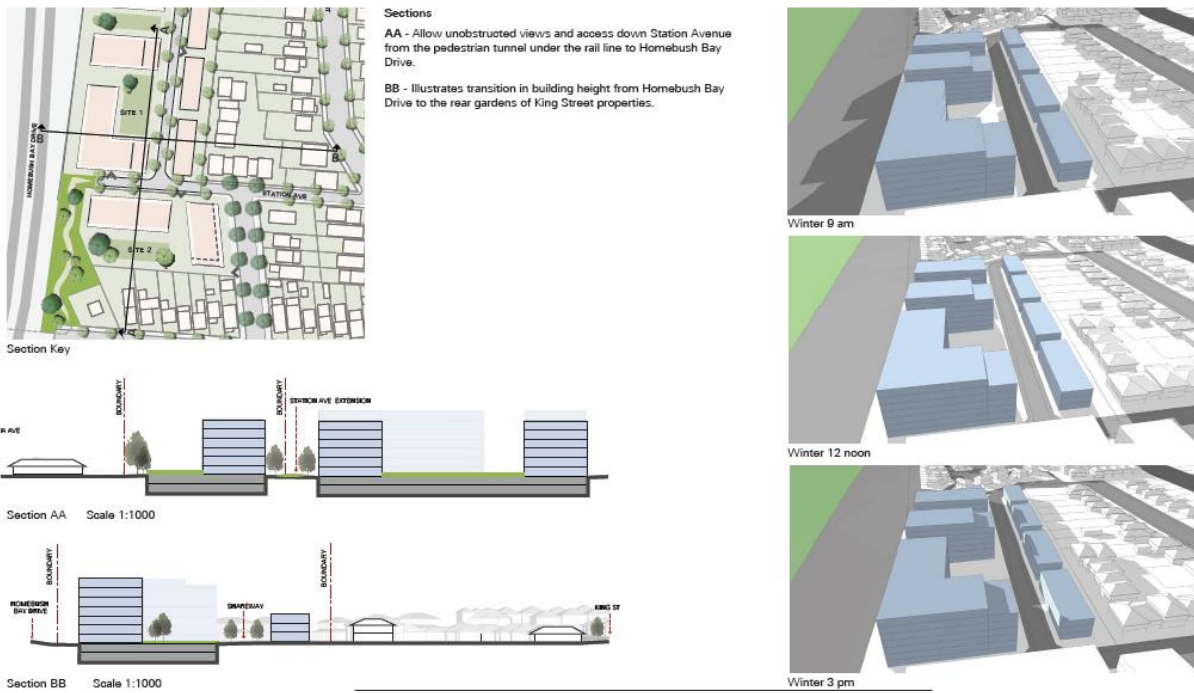 Sections
AA - Allow unobstructed views and access down Station Avenue
from the pedestrian tunnel under the rail line to Homebush Bay
Drive.
BB - Illustrates transition in building height from Homebush Bay
Drive to the rear gardens of King Street properties.
A
SITE 1
B
B
HOMEBUSH BAY DRIVE
STATION AVE
SITE 2
A
Section Key
BOUNDARY
BOUNDARY
STATION AVE EXTENSION
AVE
Section AA Scale 1:1000
BOUNDARY
BOUNDARY
HOMEBUSH
BAY DRIVE
SHAREWAY
KING ST
Section BB Scale 1:1000
Winter 9 am
Winter 12 noon
Winter 3 pm